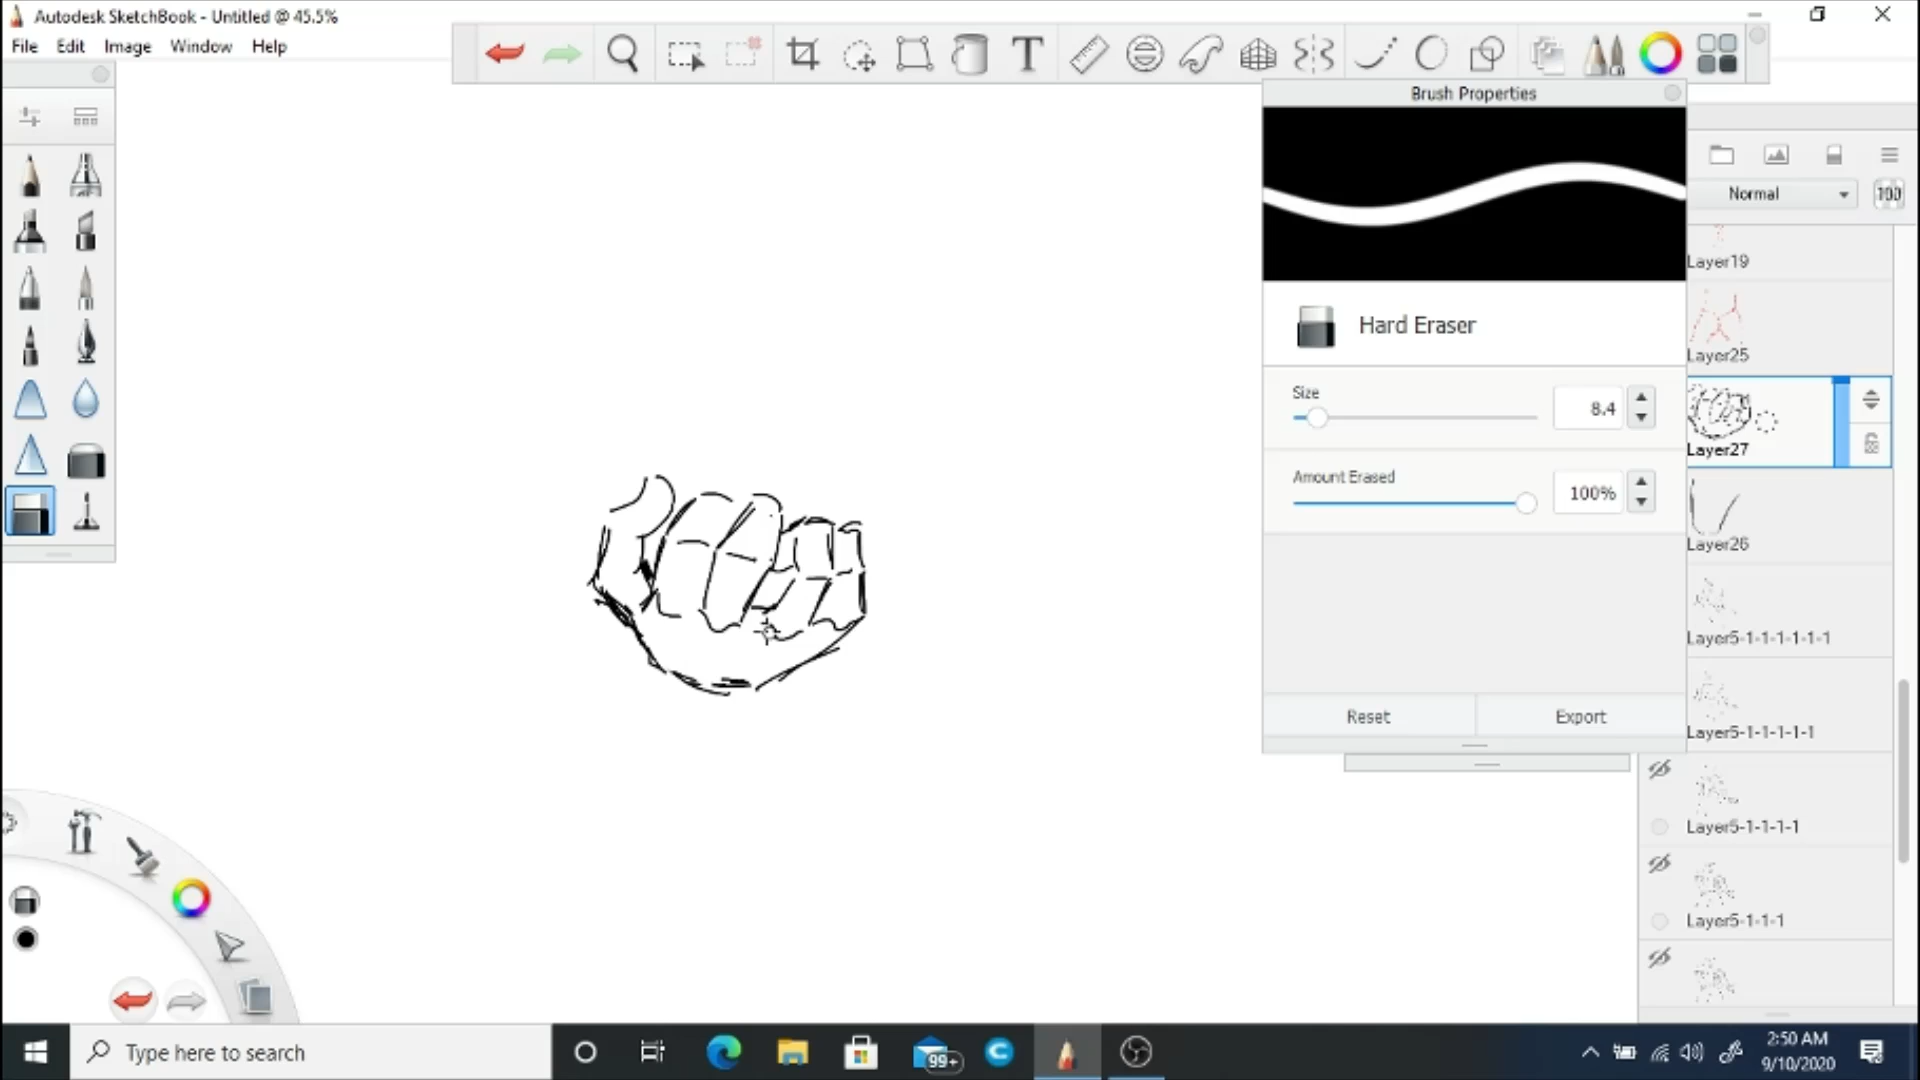 Autodesk SketchBook - Untitled @ 45.5%
File Edit Image Window Help
T
Brush Properties
Normal 100
Layer19
Hard Eraser
Layer25
Size
8.4
Layer27
Amount Erased
100%
Layer26
Layer5-1-1-1-1-1-1
Reset Export
Layer5-1-1-1-1-1
Layer5-1-1-1-1
Layer5-1-1-1
Type here to search
99+
2:50 AM
9/10/2020